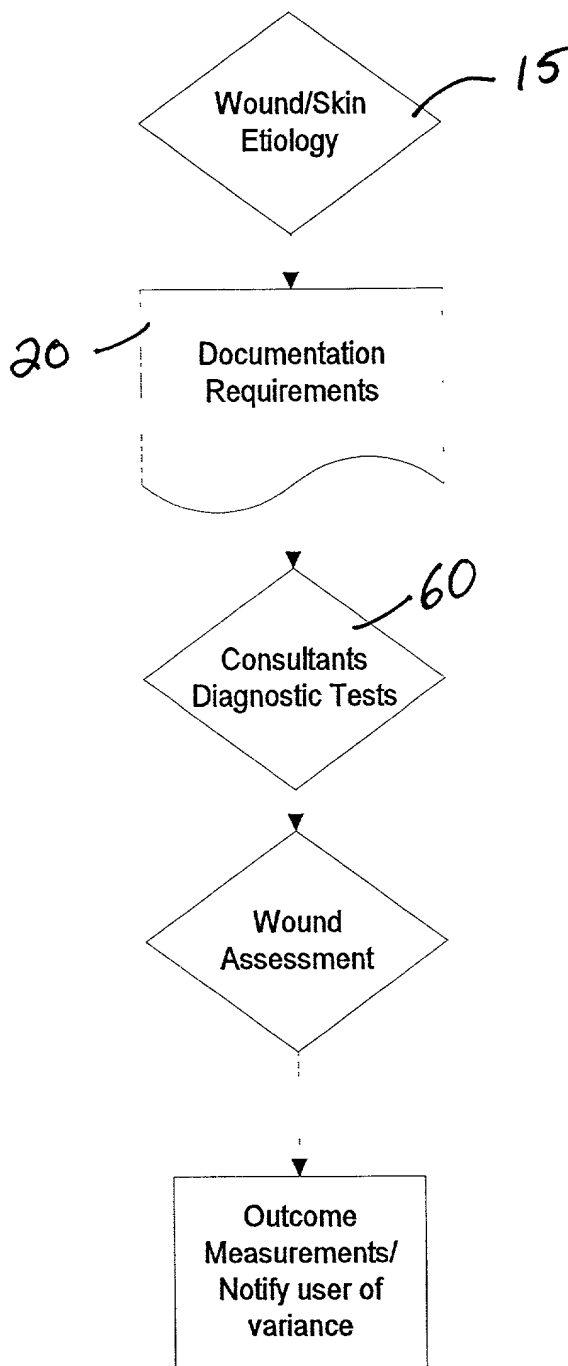 Wound/Skin
Etiology
15
20
Documentation
Requirements
60
Consultants
Diagnostic Tests
Wound
Assessment
Outcome
Measurements/
Notify user of
variance